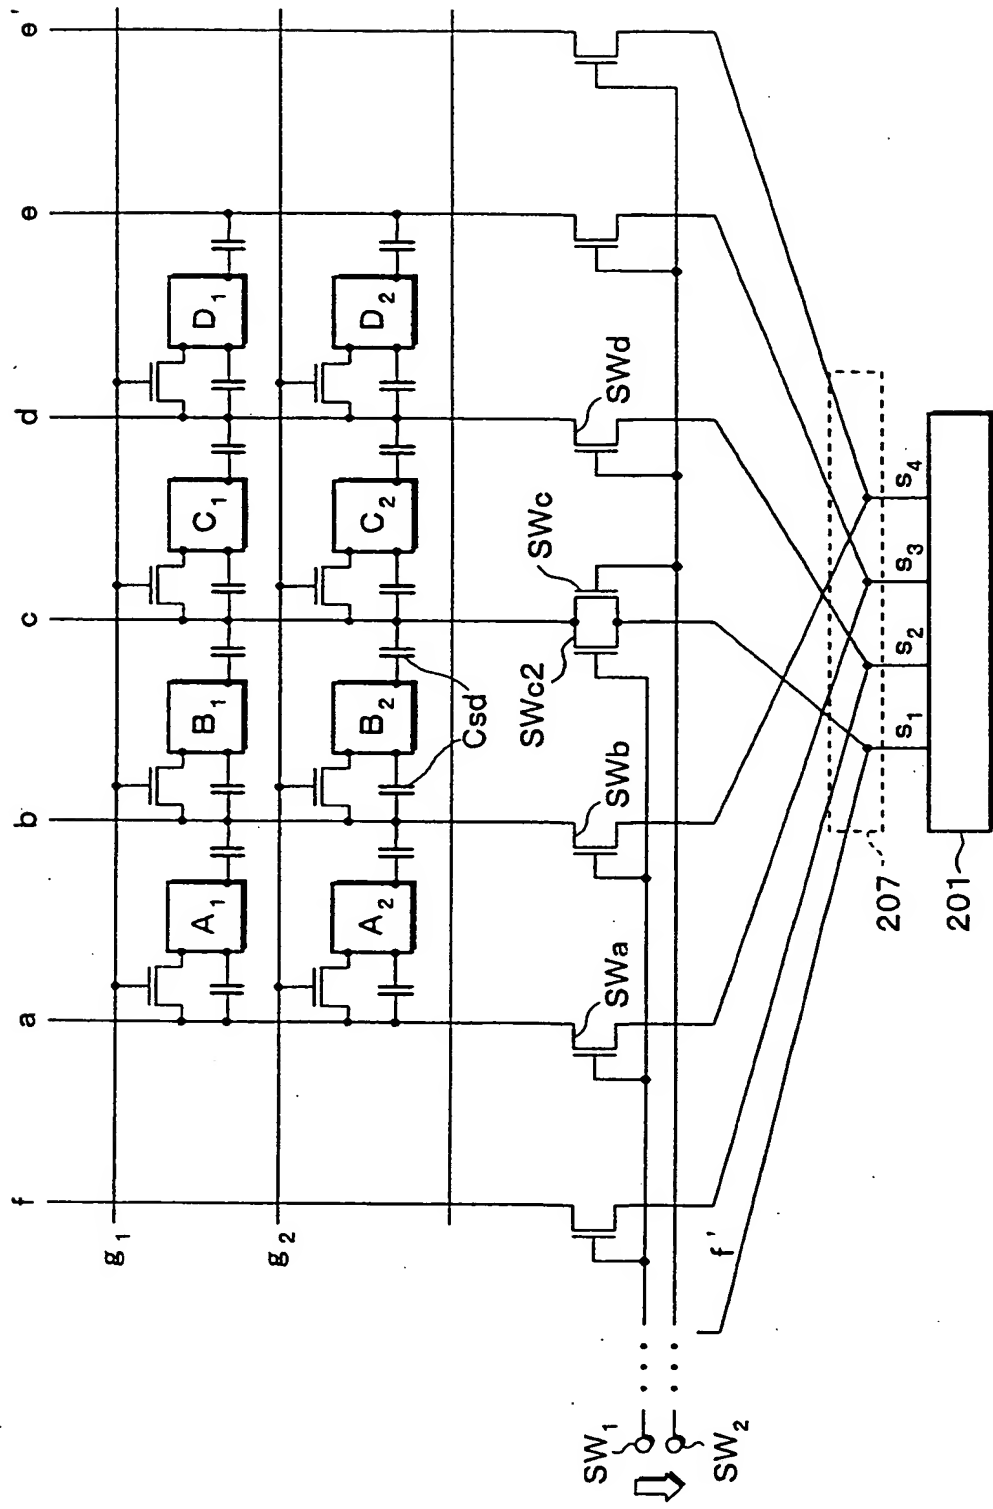 f a b c d e e'
g₁
A₁ B₁ C₁ D₁
g₂
A₂ B₂ C₂ D₂
Csd
SWa SWb SWc2 SWc SWd
SW₁
SW₂
f'
207
s₁ s₂ s₃ s₄
201